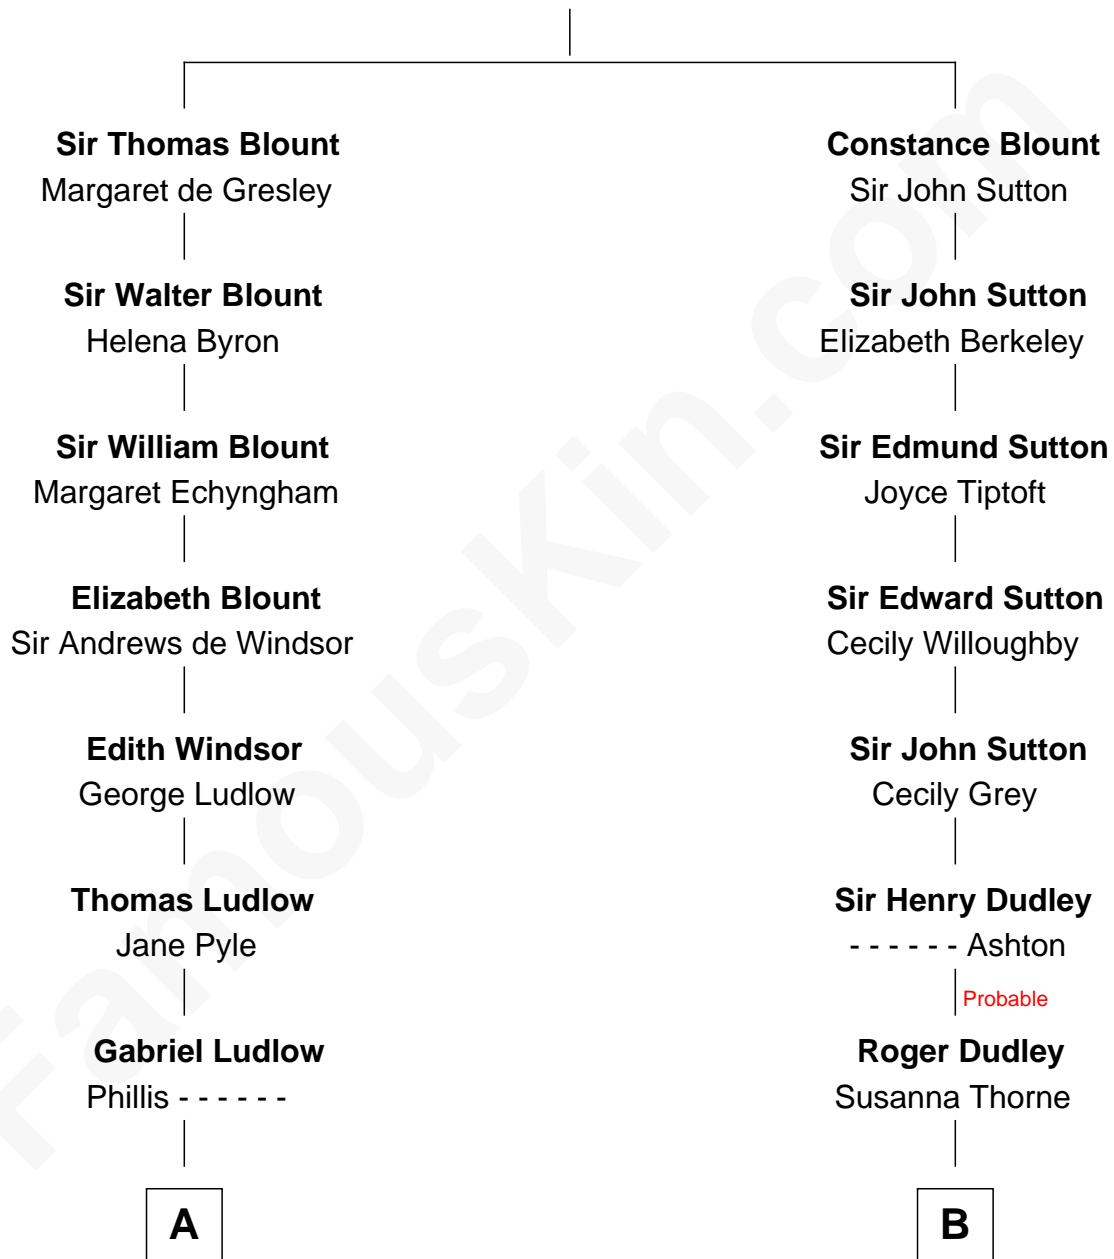 Sir Thomas Blount
Margaret de Gresley
Sir Walter Blount
Helena Byron
Sir William Blount
Margaret Echyngham
Elizabeth Blount
Sir Andrews de Windsor
Edith Windsor
George Ludlow
Thomas Ludlow
Jane Pyle
Gabriel Ludlow
Phillis - - - - - -
A
Constance Blount
Sir John Sutton
Sir John Sutton
Elizabeth Berkeley
Sir Edmund Sutton
Joyce Tiptoft
Sir Edward Sutton
Cecily Willoughby
Sir John Sutton
Cecily Grey
Sir Henry Dudley
- - - - - - Ashton
Probable
Roger Dudley
Susanna Thorne
B
FamousKin.com